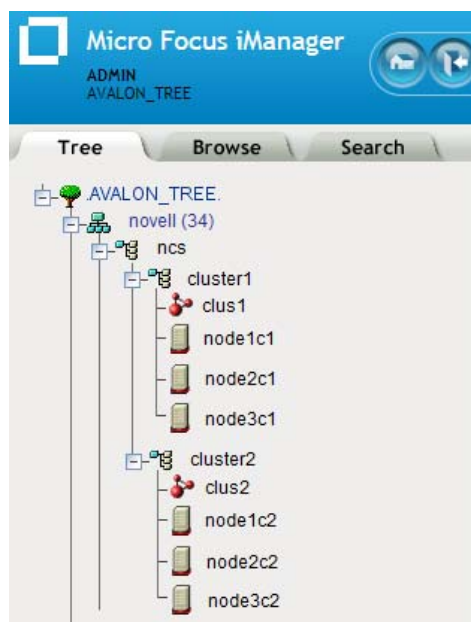 Micro Focus iManager
ADMIN
AVALON_TREE
Tree Browse Search
.AVALON_TREE.
novell (34)
ncs
cluster1
clus1
node1c1
node2c1
node3c1
cluster2
clus2
node1c2
node2c2
node3c2